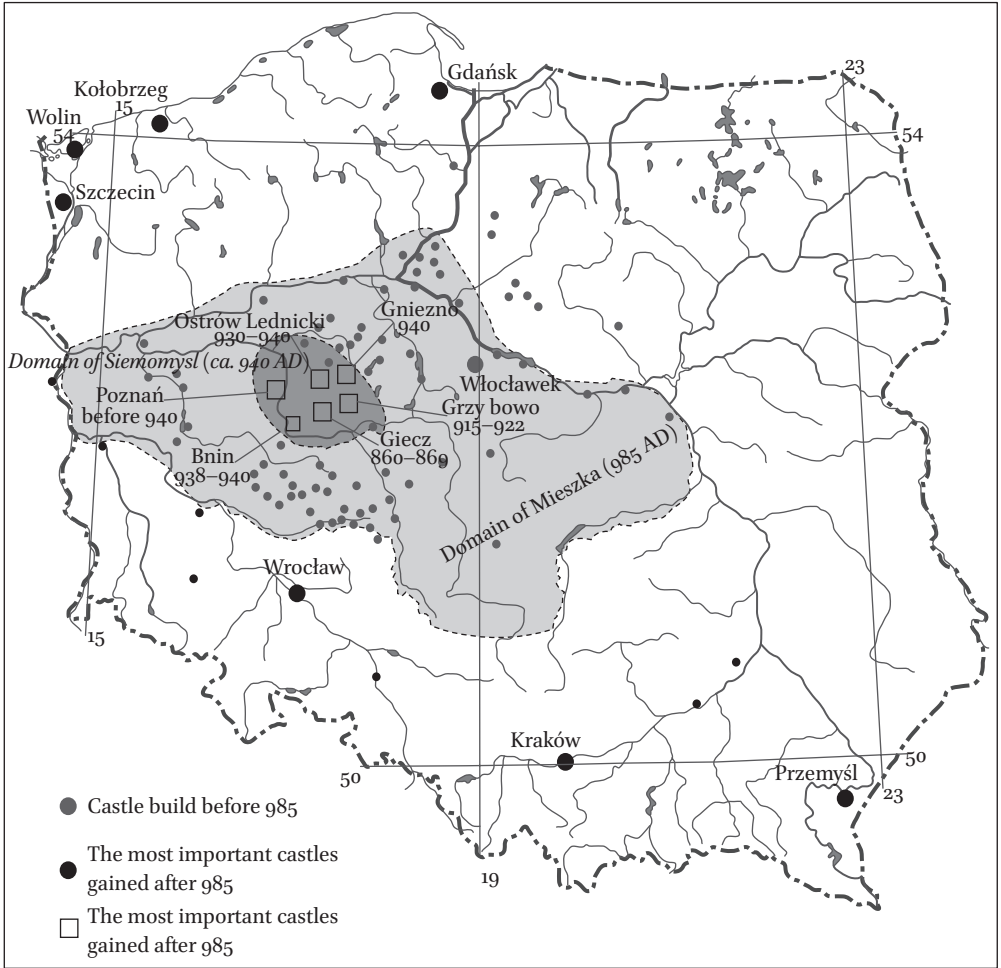 Gdańsk
23
Kołobrzeg
15
Wolin
54
54
Szczecin
Ostrów Lednicki
930–940
Gniezno
940
Domain of Siemomysł (ca. 940 AD)
Włocławek
Poznań
before 940
Grzy bowo
915–922
Giecz
860–869
Bnin
938–940
Domain of Mieszka (985 AD)
Wrocław
15
Kraków
50
50
Przemyśl
23
19
Castle build before 985
The most important castles
gained after 985
The most important castles
gained after 985